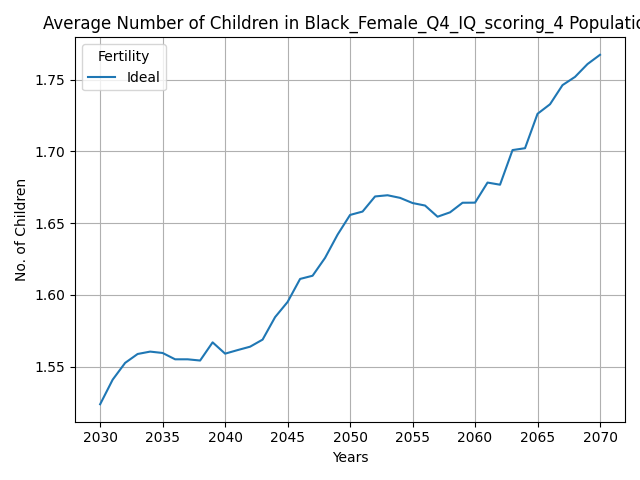 Average Number of Children in Black_Female_Q4_IQ_scoring_4 Populatio
Fertility
Ideal
No. of Children
1.75
1.70
1.65
1.60
1.55
2030 2035 2040 2045 2050 2055 2060 2065 2070
Years